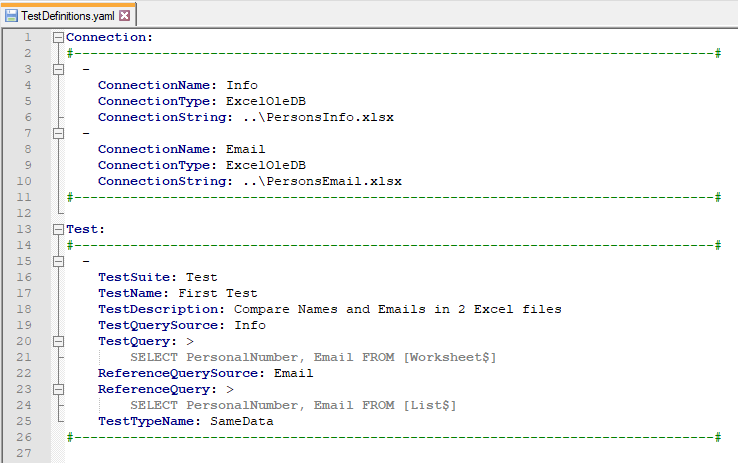 TestDefinitions.yaml
1 Connection:
2 #--------------------------------------------------------------------------------#
3   -
4     ConnectionName: Info
5     ConnectionType: ExcelOleDB
6     ConnectionString: ..\PersonsInfo.xlsx
7   -
8     ConnectionName: Email
9     ConnectionType: ExcelOleDB
10     ConnectionString: ..\PersonsEmail.xlsx
11 #--------------------------------------------------------------------------------#
12
13 Test:
14 #--------------------------------------------------------------------------------#
15   -
16     TestSuite: Test
17     TestName: First Test
18     TestDescription: Compare Names and Emails in 2 Excel files
19     TestQuerySource: Info
20     TestQuery: >
21         SELECT PersonalNumber, Email FROM [Worksheet$]
22     ReferenceQuerySource: Email
23     ReferenceQuery: >
24         SELECT PersonalNumber, Email FROM [List$]
25     TestTypeName: SameData
26 #--------------------------------------------------------------------------------#
27